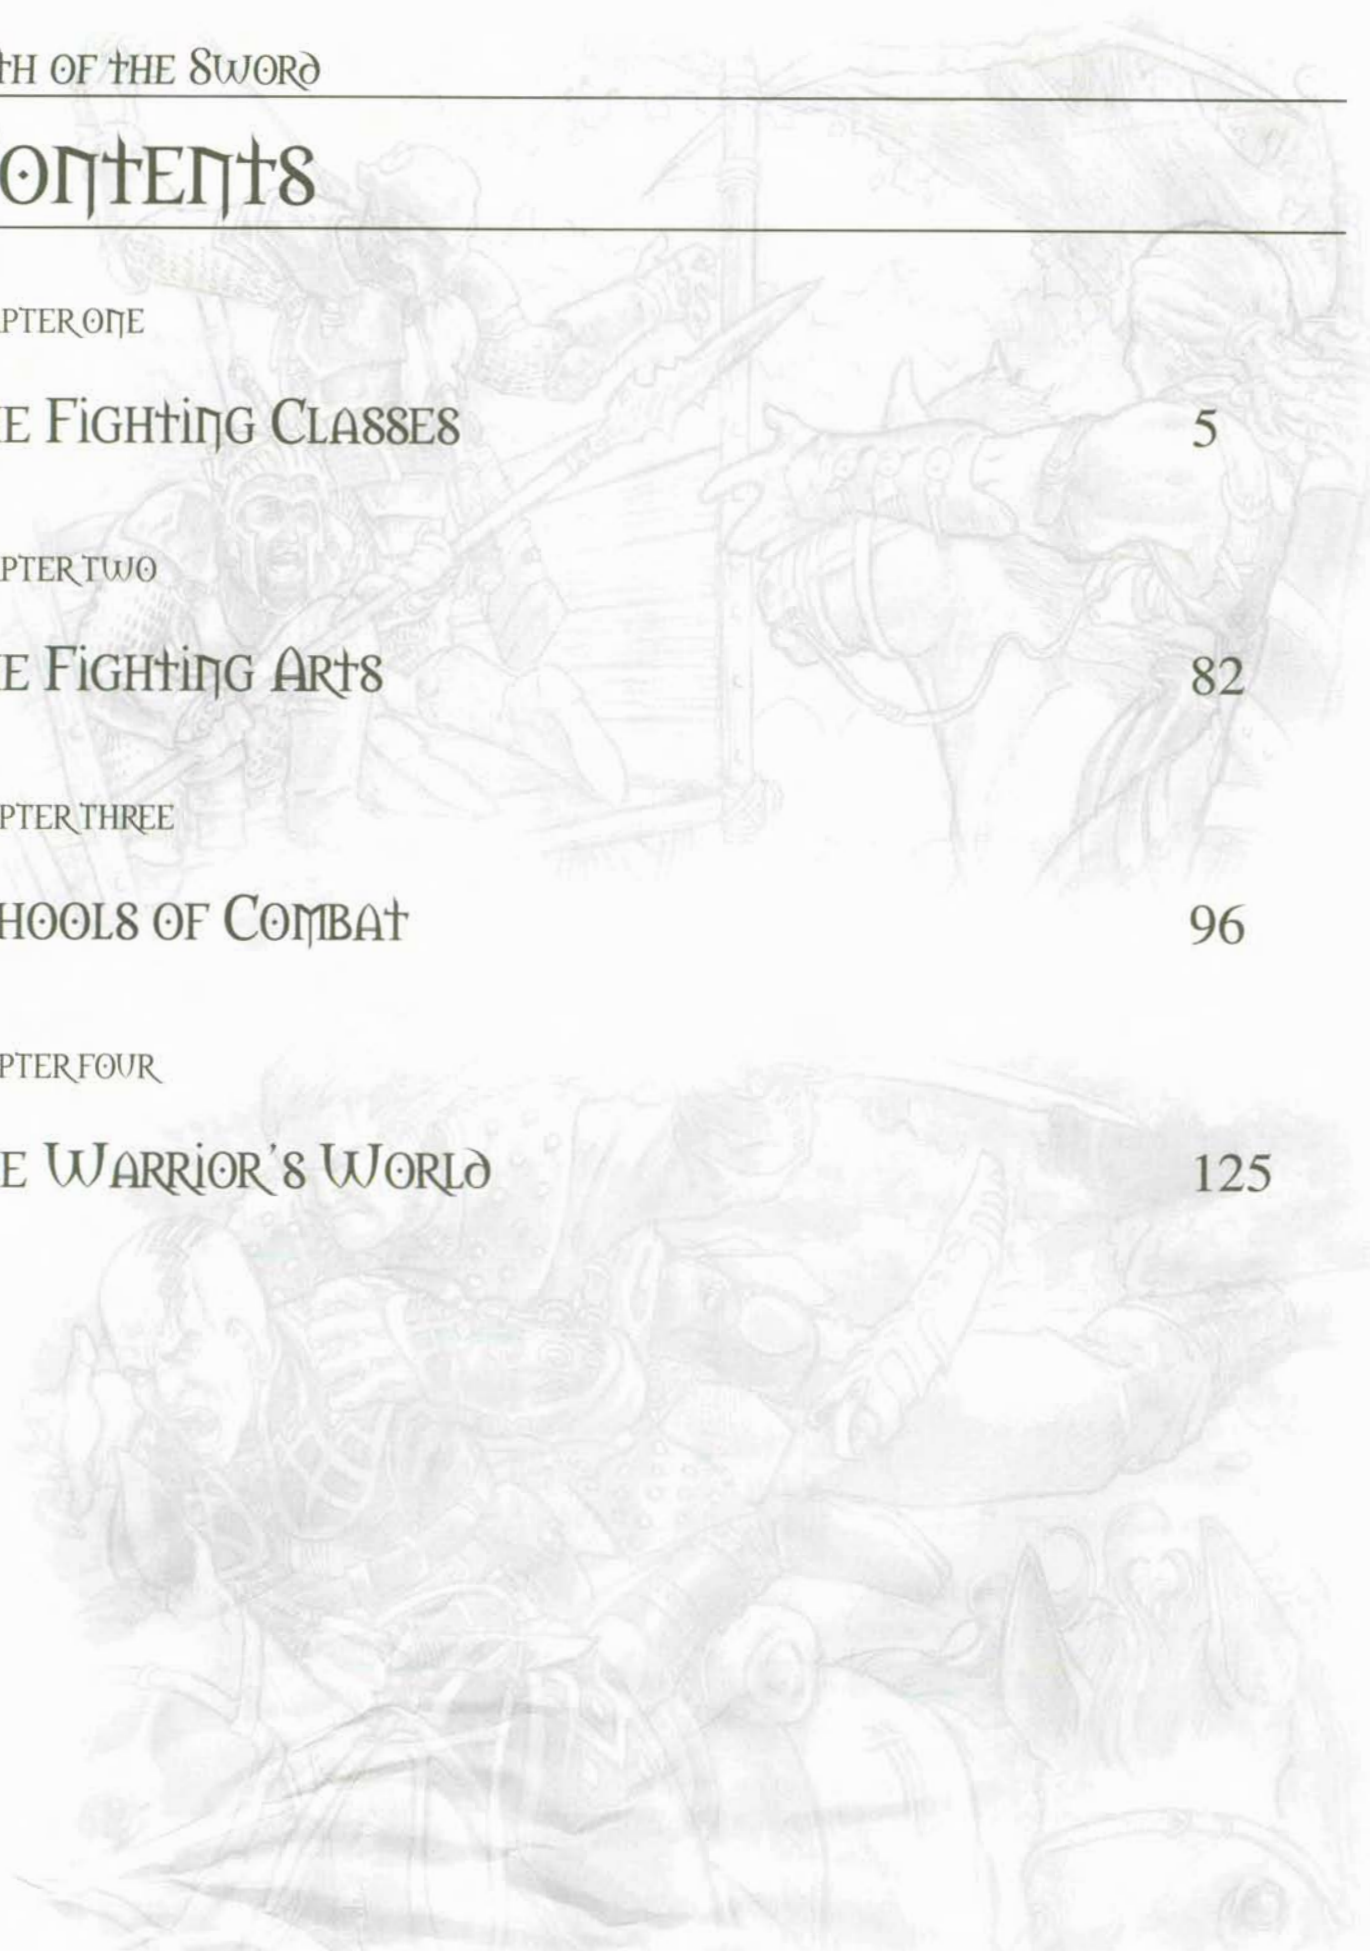 TH OF THE SWORD
ONTENTS
PTER ONE
E FIGHTING CLASSES 5
PTER TWO
E FIGHTING ARTS 82
PTER THREE
HOOLS OF COMBAT 96
PTER FOUR
E WARRIOR'S WORLD 125